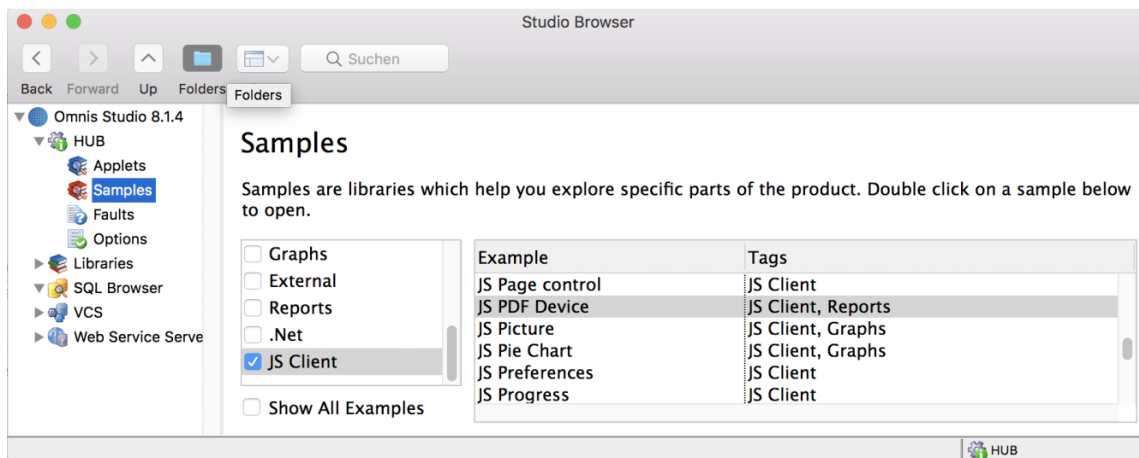 Studio Browser
Suchen
Back Forward Up Folders
Folders
Omnis Studio 8.1.4
HUB
Applets
Samples
Faults
Options
Libraries
SQL Browser
VCS
Web Service Serve
Samples
Samples are libraries which help you explore specific parts of the product. Double click on a sample below
to open.
Graphs
External
Reports
.Net
JS Client
Show All Examples
Example Tags
JS Page control JS Client
JS PDF Device JS Client, Reports
JS Picture JS Client, Graphs
JS Pie Chart JS Client, Graphs
JS Preferences JS Client
JS Progress JS Client
HUB